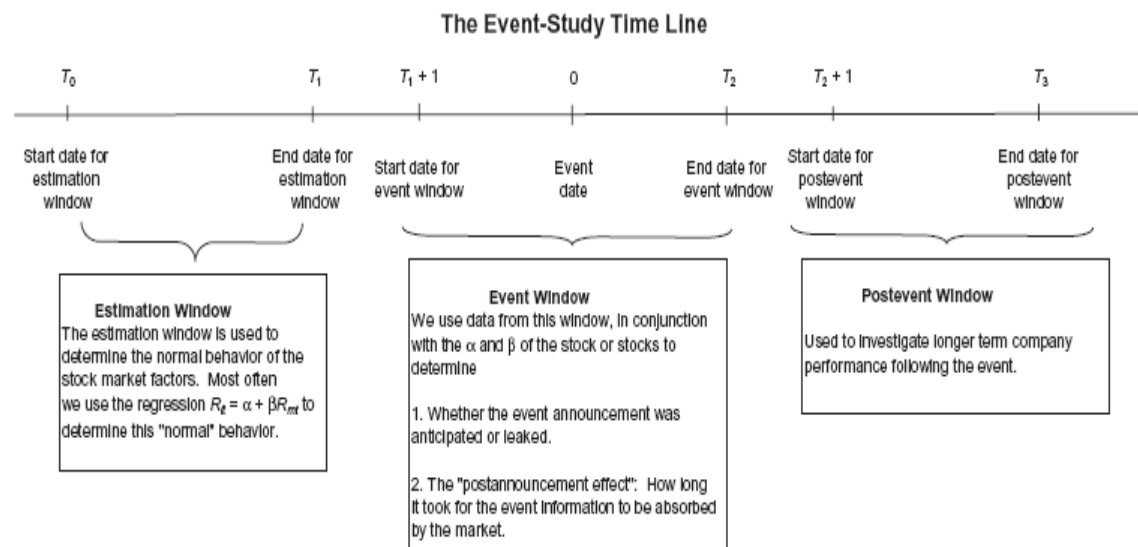 The Event-Study Time Line
T0 T1 T1 + 1 0 T2 T2 + 1 T3
Start date for
estimation
window
End date for
estimation
window
Start date for
event window
Event
date
End date for
event window
Start date for
postevent
window
End date for
postevent
window
Estimation Window
The estimation window is used to
determine the normal behavior of the
stock market factors. Most often
we use the regression Rit = α + βRmt to
determine this "normal" behavior.
Event Window
We use data from this window, in conjunction
with the α and β of the stock or stocks to
determine
1. Whether the event announcement was
anticipated or leaked.
2. The "postannouncement effect": How long
it took for the event information to be absorbed
by the market.
Postevent Window
Used to investigate longer term company
performance following the event.